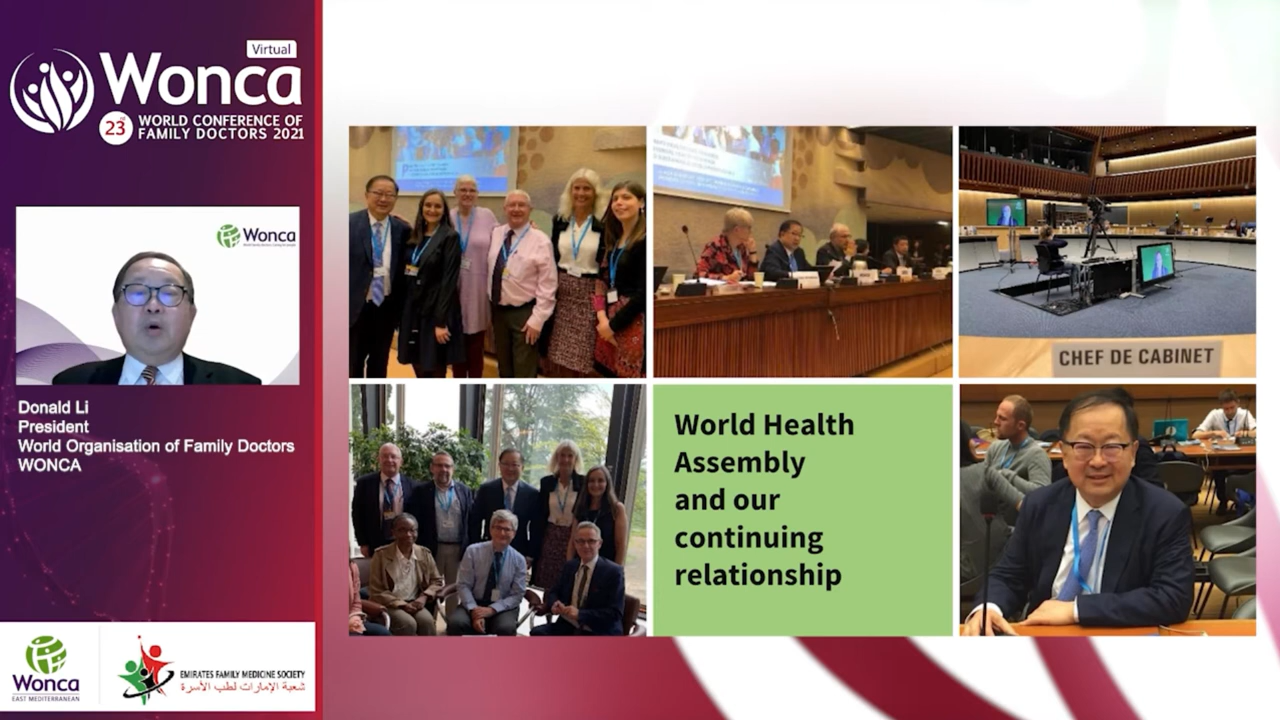 Virtual
Wonca
23rd
WORLD CONFERENCE OF
FAMILY DOCTORS 2021
Wonca
Donald Li
President
World Organisation of Family Doctors
WONCA
Wonca
EAST MEDITERRANEAN
EMIRATES FAMILY MEDICINE SOCIETY
شعبة الإمارات لطب الأسرة
CHEF DE CABINET
World Health
Assembly
and our
continuing
relationship